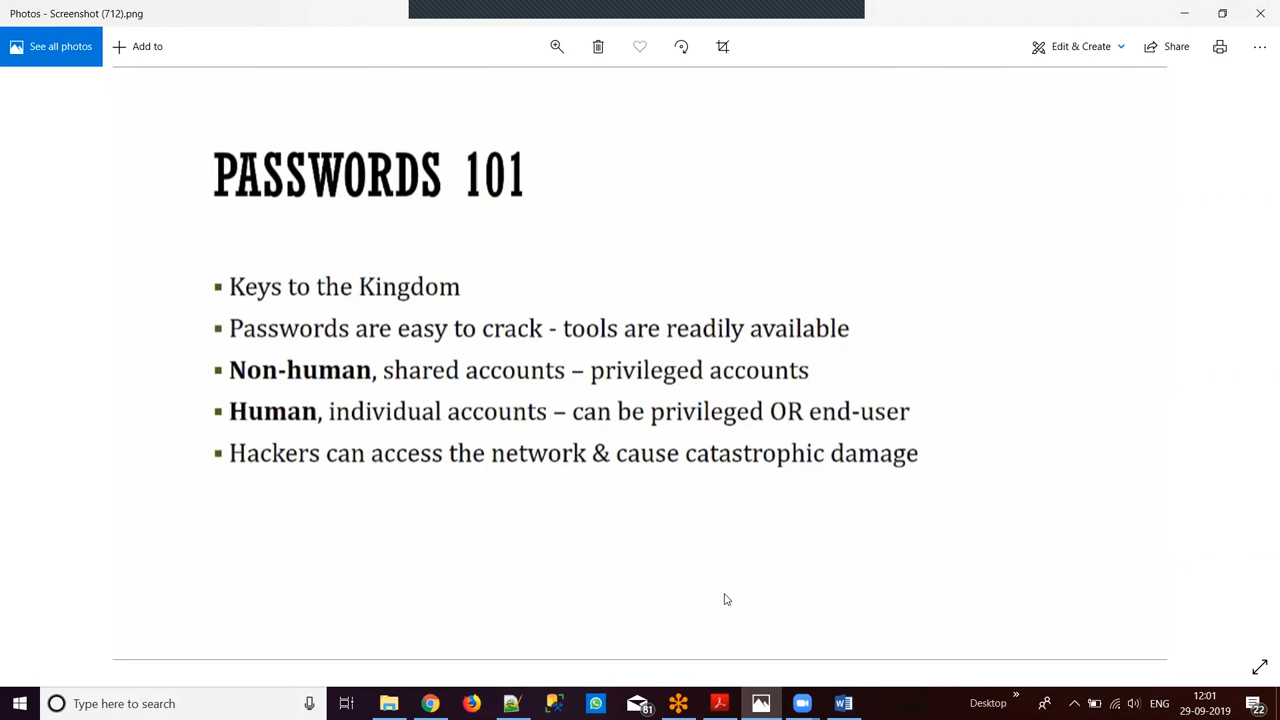 Photos - Screenshot (712).png
See all photos
Add to
Edit & Create
Share
PASSWORDS 101
▪ Keys to the Kingdom
▪ Passwords are easy to crack - tools are readily available
▪ Non-human, shared accounts – privileged accounts
▪ Human, individual accounts – can be privileged OR end-user
▪ Hackers can access the network & cause catastrophic damage
Type here to search
61
Desktop
»
ENG
12:01
29-09-2019
22